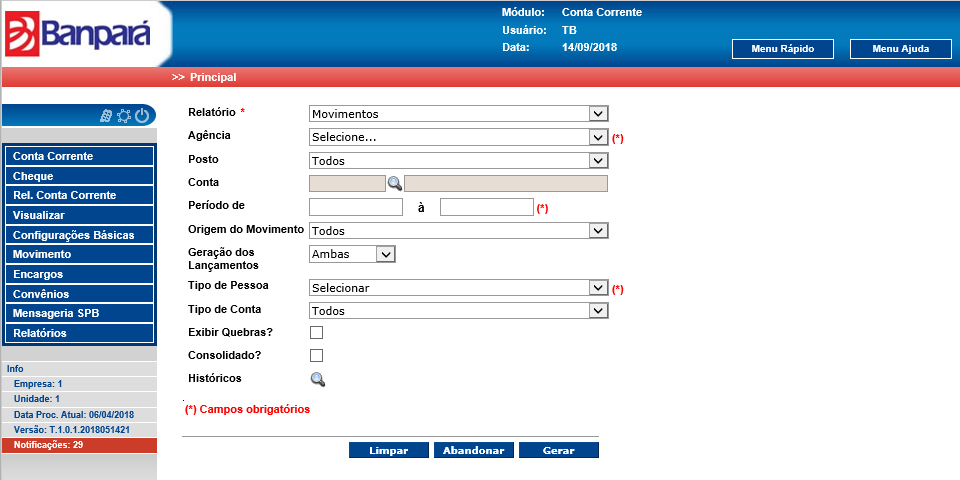 Banpará
Módulo: Conta Corrente
Usuário: TB
Data: 14/09/2018
Menu Rápido
Menu Ajuda
>> Principal
Conta Corrente
Cheque
Rel. Conta Corrente
Visualizar
Configurações Básicas
Movimento
Encargos
Convênios
Mensageria SPB
Relatórios
Info
Empresa: 1
Unidade: 1
Data Proc. Atual: 06/04/2018
Versão: T.1.0.1.2018051421
Notificações: 29
Relatório * Movimentos
Agência Selecione... (*)
Posto Todos
Conta
Período de à (*)
Origem do Movimento Todos
Geração dos
Lançamentos Ambas
Tipo de Pessoa Selecionar (*)
Tipo de Conta Todos
Exibir Quebras?
Consolidado?
Históricos
(*) Campos obrigatórios
Limpar Abandonar Gerar